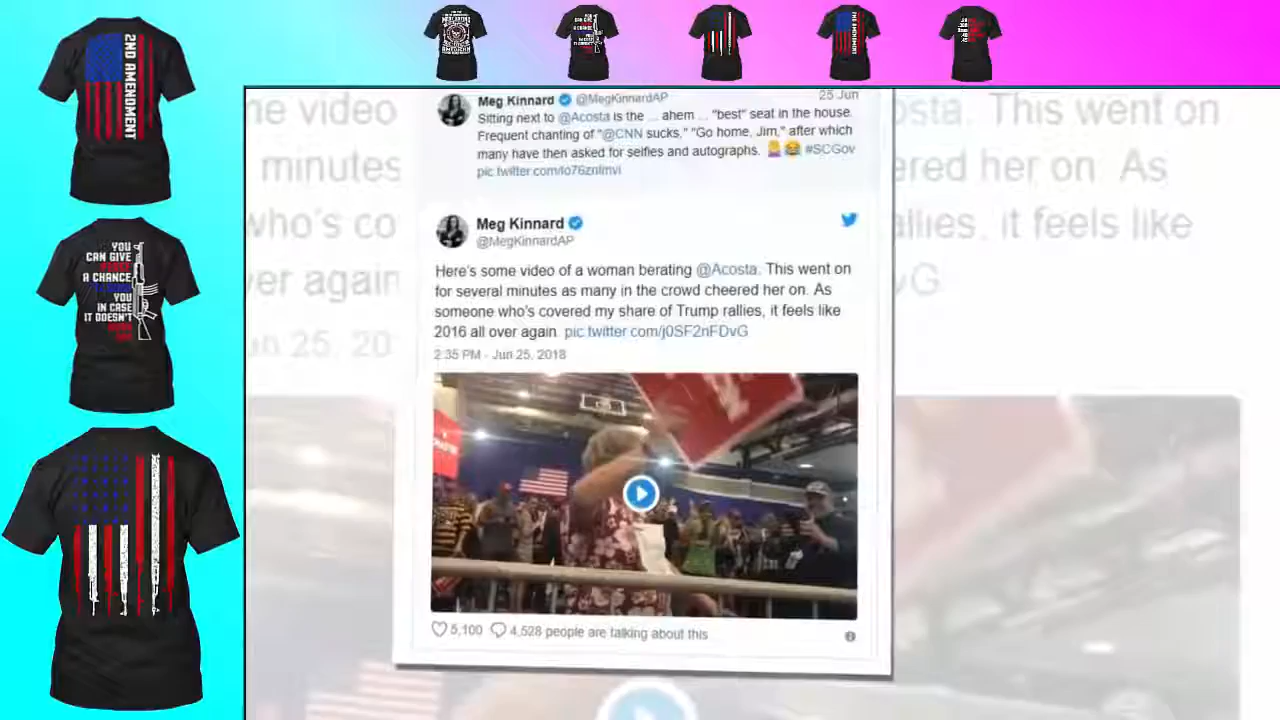 2ND AMENDMENT
YOU
CAN GIVE
A CHANCE
YOU
IN CASE
IT DOESN'T
Meg Kinnard @MegKinnardAP 25 Jun
Sitting next to @Acosta is the ... ahem ... "best" seat in the house.
Frequent chanting of "@CNN sucks," "Go home, Jim," after which
many have then asked for selfies and autographs. 🤷‍♀️😂 #SCGov
Meg Kinnard
@MegKinnardAP
Here's some video of a woman berating @Acosta. This went on
for several minutes as many in the crowd cheered her on. As
someone who's covered my share of Trump rallies, it feels like
2016 all over again. pic.twitter.com/j0SF2nFDvG
2:35 PM - Jun 25, 2018
5,100 4,528 people are talking about this